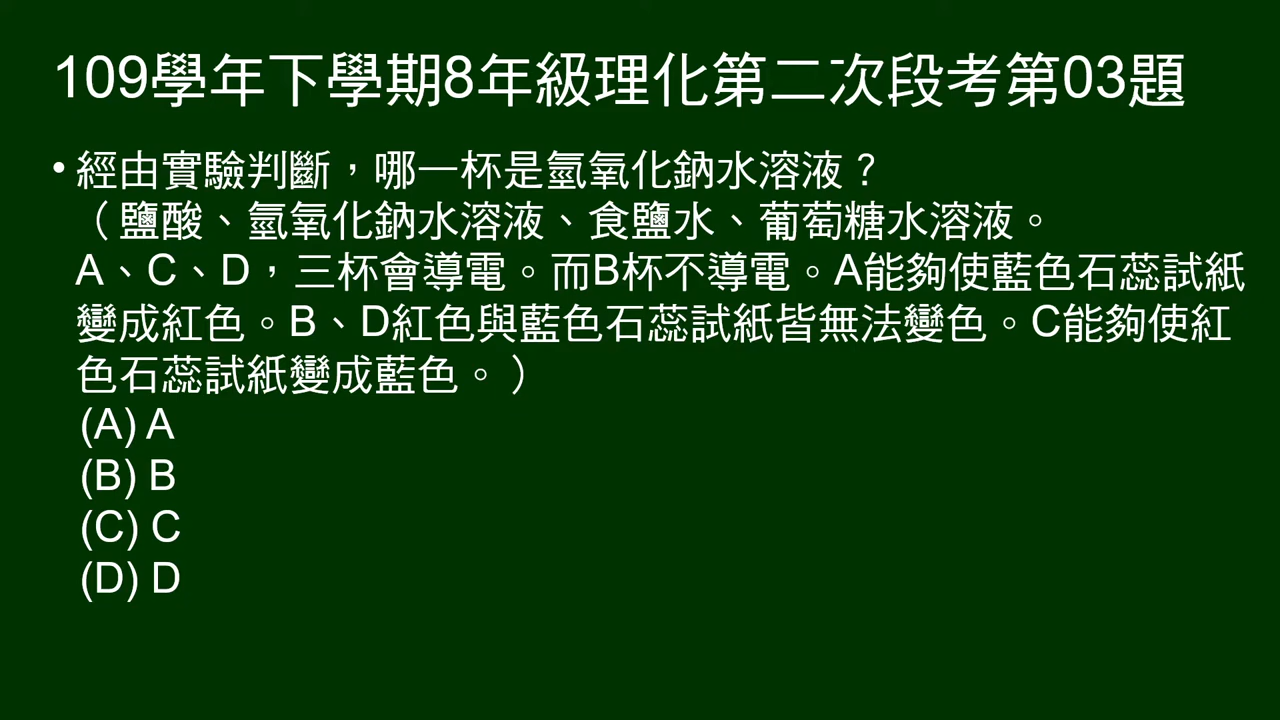 109學年下學期8年級理化第二次段考第03題
•經由實驗判斷，哪一杯是氫氧化鈉水溶液？
（鹽酸、氫氧化鈉水溶液、食鹽水、葡萄糖水溶液。
A、C、D，三杯會導電。而B杯不導電。A能夠使藍色石蕊試紙
變成紅色。B、D紅色與藍色石蕊試紙皆無法變色。C能夠使紅
色石蕊試紙變成藍色。）
(A) A
(B) B
(C) C
(D) D